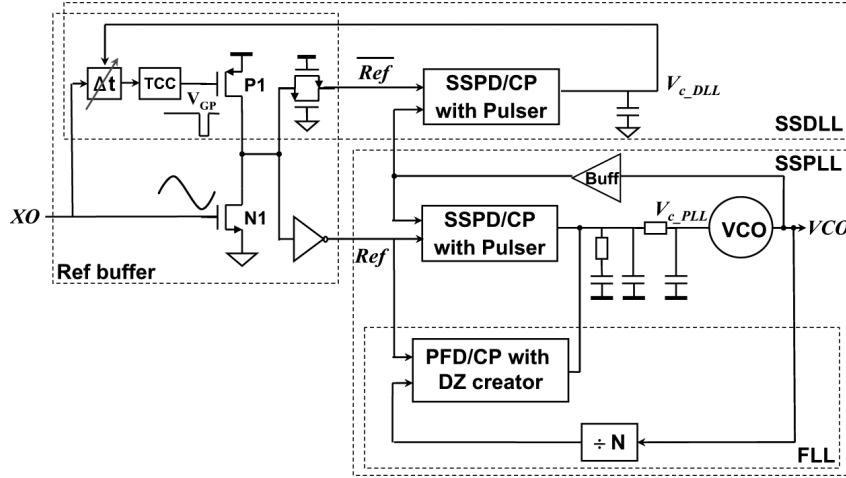 Δt
TCC
P1
V_GP
Ref
SSPD/CP
with Pulser
V_c_DLL
SSDLL
SSPLL
Buff
XO
N1
Ref buffer
Ref
SSPD/CP
with Pulser
V_c_PLL
VCO
VCO
PFD/CP with
DZ creator
÷ N
FLL